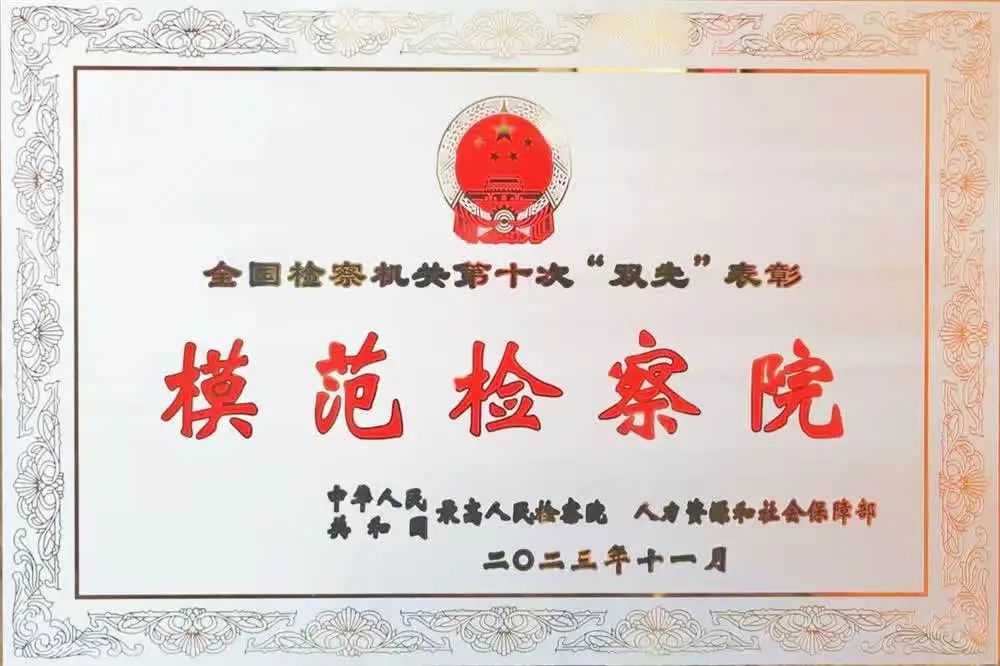 全国检察机关第十次“双先”表彰
模范检察院
中华人民共和国 最高人民检察院 人力资源和社会保障部
二〇二三年十一月